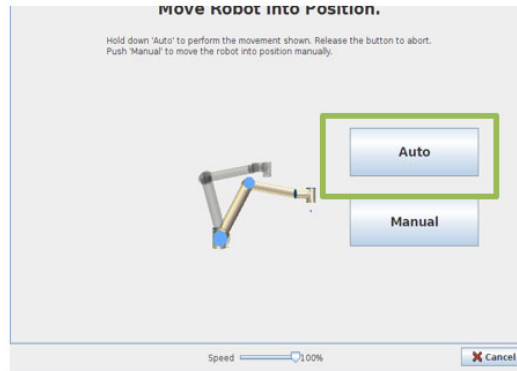 Move Robot into Position.
Hold down 'Auto' to perform the movement shown. Release the button to abort.
Push 'Manual' to move the robot into position manually.
Auto
Manual
Speed 100%
Cancel